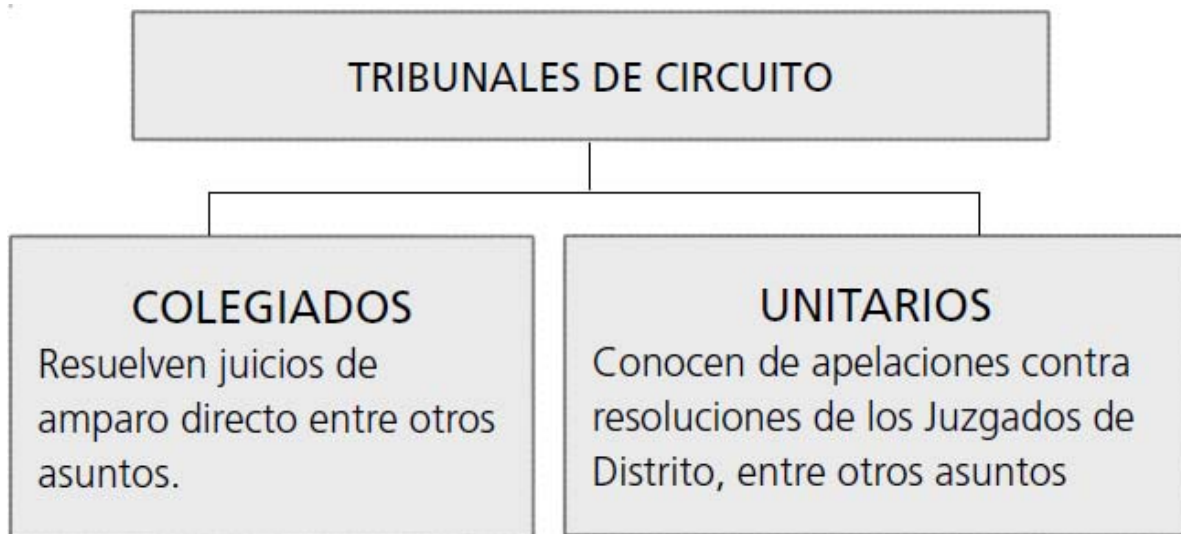 TRIBUNALES DE CIRCUITO
COLEGIADOS
Resuelven juicios de
amparo directo entre otros
asuntos.
UNITARIOS
Conocen de apelaciones contra
resoluciones de los Juzgados de
Distrito, entre otros asuntos